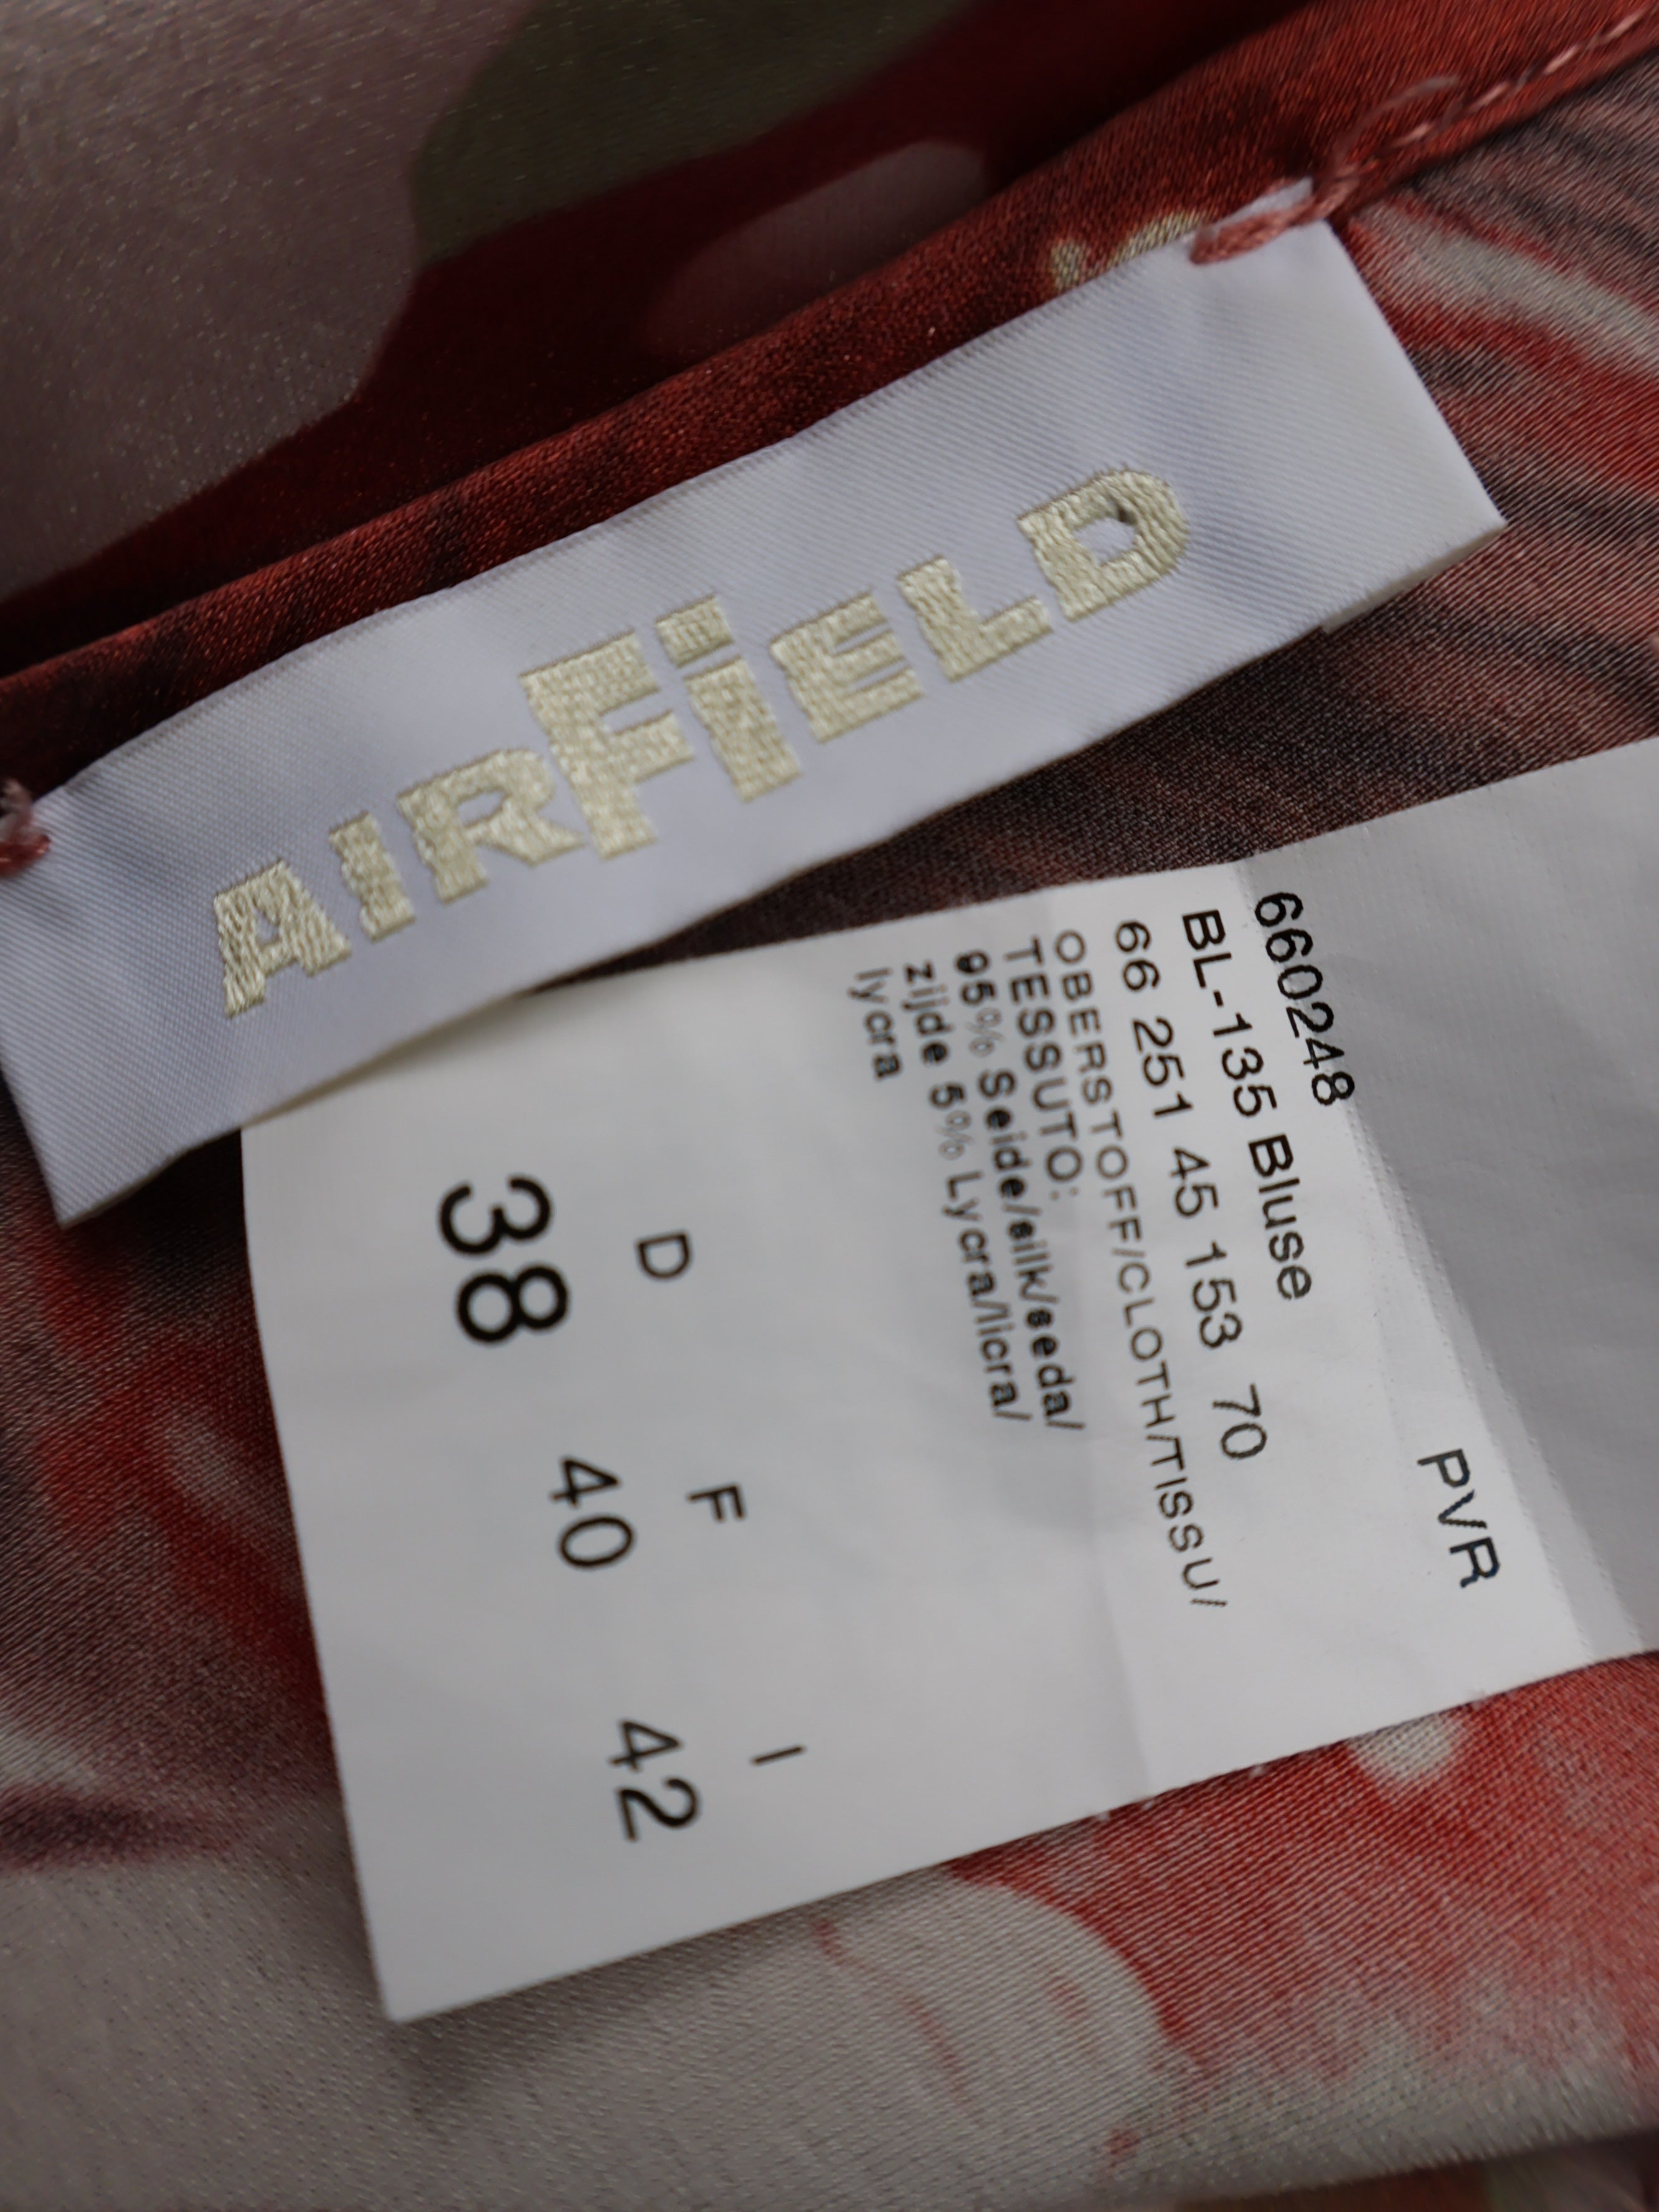 AIRFiELD
PVR
660248
BL-135 Bluse
66 251 45 153 70
OBERSTOFF/CLOTH/TISSU/
TESSUTO:
95% Seide/silk/seda/
zijde 5% Lycra/licra/
lycra
D F I
38 40 42